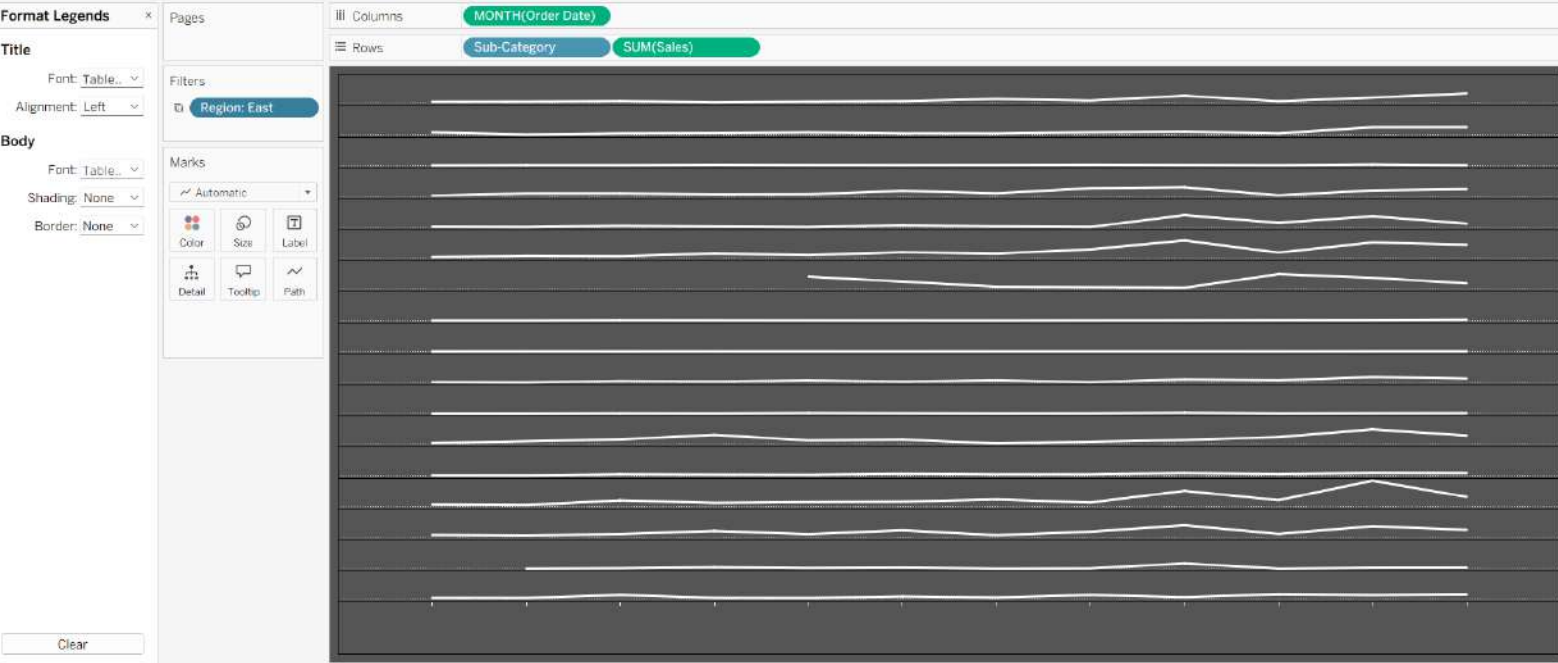 Format Legends ×
Title
Font: Table..
Alignment: Left
Body
Font: Table..
Shading: None
Border: None
Clear
Pages
Filters
Region: East
Marks
Automatic
Color
Size
Label
Detail
Tooltip
Path
Columns
MONTH(Order Date)
Rows
Sub-Category
SUM(Sales)